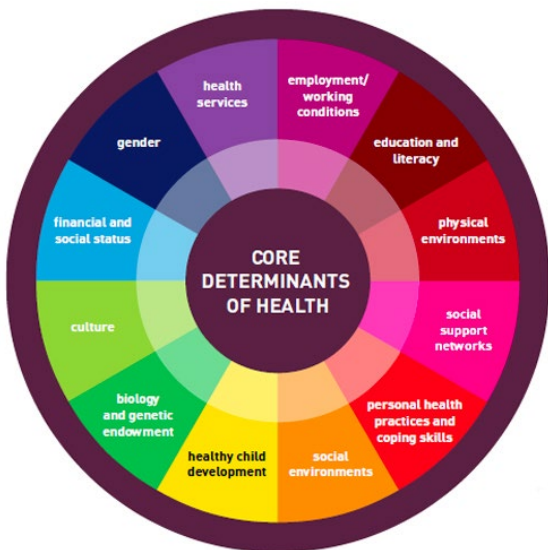 CORE
DETERMINANTS
OF HEALTH
employment/
working
conditions
education and
literacy
physical
environments
social
support
networks
personal health
practices and
coping skills
social
environments
healthy child
development
biology
and genetic
endowment
culture
financial and
social status
gender
health
services